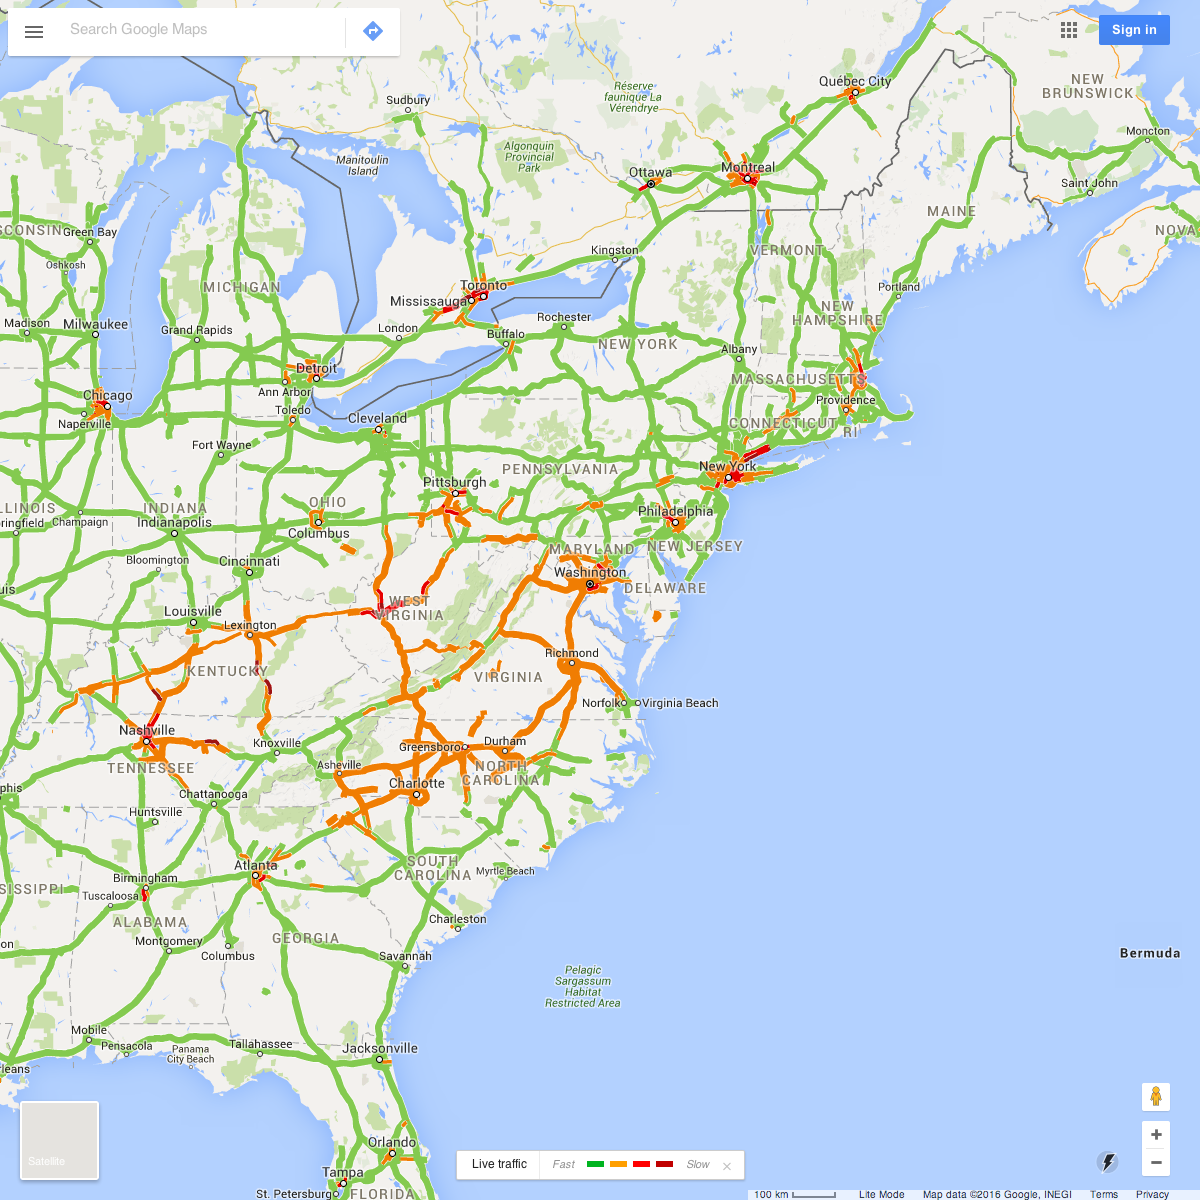 Search Google Maps
Sign in
Québec City
NEW
BRUNSWICK
Réserve
faunique La
Vérendrye
Sudbury
Moncton
Algonquin
Provincial
Park
Manitoulin
Island
Ottawa
Montreal
Saint John
MAINE
SCONSIN
Green Bay
NOVA
Kingston
VERMONT
Oshkosh
MICHIGAN
Toronto
Portland
Mississauga
NEW
HAMPSHIRE
Madison
Milwaukee
Grand Rapids
London
Rochester
Buffalo
NEW YORK
Albany
Detroit
MASSACHUSETTS
Ann Arbor
Chicago
Providence
Naperville
Toledo
Cleveland
CONNECTICUT
RI
Fort Wayne
New York
PENNSYLVANIA
Pittsburgh
ILLINOIS
INDIANA
OHIO
Philadelphia
ringfield
Champaign
Indianapolis
Columbus
MARYLAND
NEW JERSEY
Bloomington
Cincinnati
Washington
uis
DELAWARE
WEST
VIRGINIA
Louisville
Lexington
Richmond
KENTUCKY
VIRGINIA
Norfolk
Virginia Beach
Nashville
Knoxville
Greensboro
Durham
TENNESSEE
Asheville
NORTH
CAROLINA
phis
Charlotte
Chattanooga
Huntsville
Atlanta
SOUTH
CAROLINA
Myrtle Beach
SISSIPPI
Birmingham
Tuscaloosa
ALABAMA
Charleston
on
Montgomery
Columbus
GEORGIA
Savannah
Bermuda
Pelagic
Sargassum
Habitat
Restricted Area
Mobile
Pensacola
Panama
City Beach
Tallahassee
Jacksonville
leans
Orlando
Satellite
Live traffic
Fast
Slow
Tampa
St. Petersburg
FLORIDA
100 km
Lite Mode
Map data ©2016 Google, INEGI
Terms
Privacy